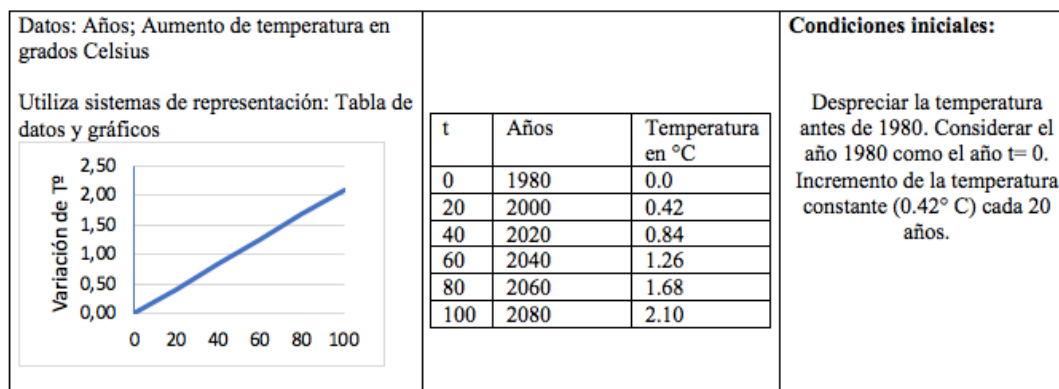 Datos: Años; Aumento de temperatura en
grados Celsius
Utiliza sistemas de representación: Tabla de
datos y gráficos
Variación de Tº
2,50
2,00
1,50
1,00
0,50
0,00
0 20 40 60 80 100
t Años Temperatura
en °C
0 1980 0.0
20 2000 0.42
40 2020 0.84
60 2040 1.26
80 2060 1.68
100 2080 2.10
Condiciones iniciales:
Despreciar la temperatura
antes de 1980. Considerar el
año 1980 como el año t= 0.
Incremento de la temperatura
constante (0.42° C) cada 20
años.